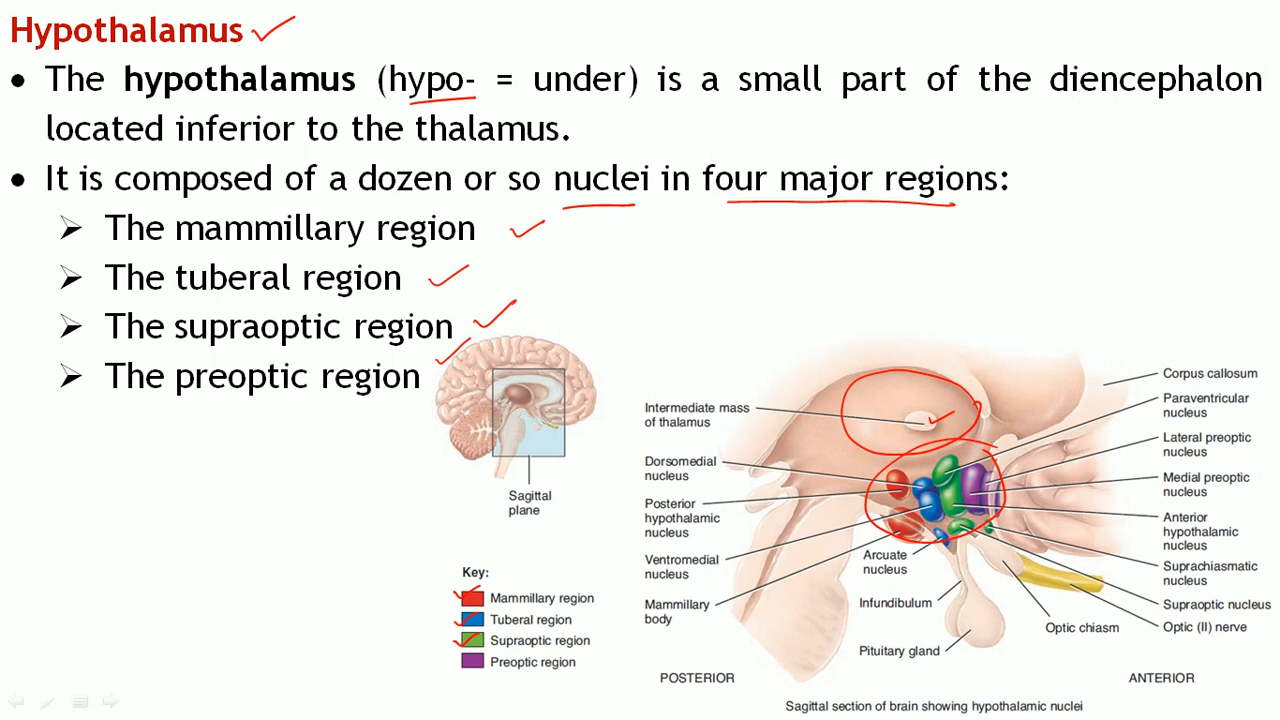 Hypothalamus
• The hypothalamus (hypo- = under) is a small part of the diencephalon
located inferior to the thalamus.
• It is composed of a dozen or so nuclei in four major regions:
➢ The mammillary region
➢ The tuberal region
➢ The supraoptic region
➢ The preoptic region
Sagittal
plane
Key:
Mammillary region
Tuberal region
Supraoptic region
Preoptic region
Intermediate mass
of thalamus
Dorsomedial
nucleus
Posterior
hypothalamic
nucleus
Ventromedial
nucleus
Mammillary
body
Arcuate
nucleus
Infundibulum
Pituitary gland
Corpus callosum
Paraventricular
nucleus
Lateral preoptic
nucleus
Medial preoptic
nucleus
Anterior
hypothalamic
nucleus
Suprachiasmatic
nucleus
Supraoptic nucleus
Optic (II) nerve
Optic chiasm
POSTERIOR
ANTERIOR
Sagittal section of brain showing hypothalamic nuclei